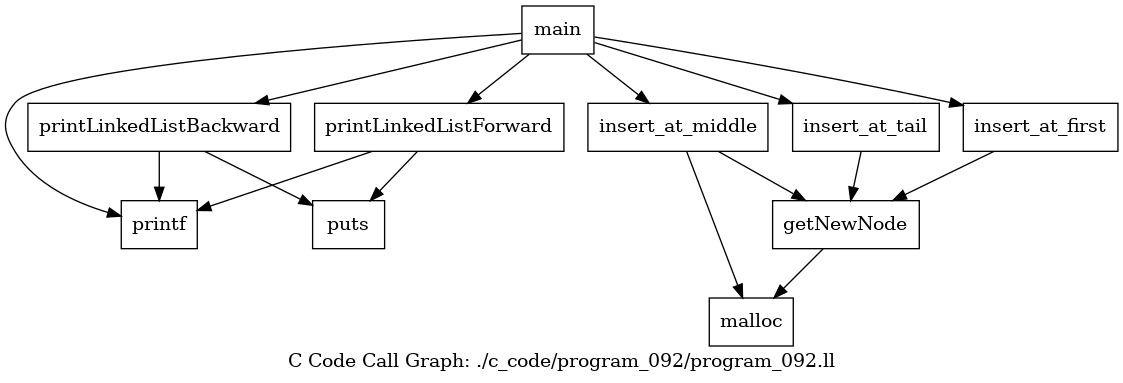 main
printLinkedListBackward
printLinkedListForward
insert_at_middle
insert_at_tail
insert_at_first
printf
puts
getNewNode
malloc
C Code Call Graph: ./c_code/program_092/program_092.ll